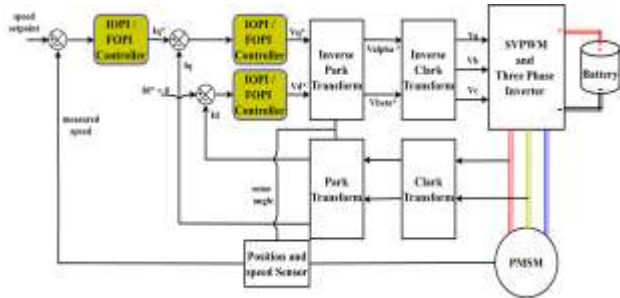 speed
setpoint
IOPI /
FOPI
Controller
Iq*
Iq
IOPI /
FOPI
Controller
Vq*
Id* =0
Id
IOPI /
FOPI
Controller
Vd*
Inverse
Park
Transform
Valpha *
Vbeta*
Inverse
Clark
Transform
Va
Vb
Vc
SVPWM
and
Three Phase
Inverter
Battery
measured
speed
angle
Park
Transform
Clark
Transform
Position and
speed Sensor
PMSM